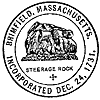 BRIMFIELD, MASSACHUSETTS.
STEERAGE ROCK
INCORPORATED DEC. 24, 1731.